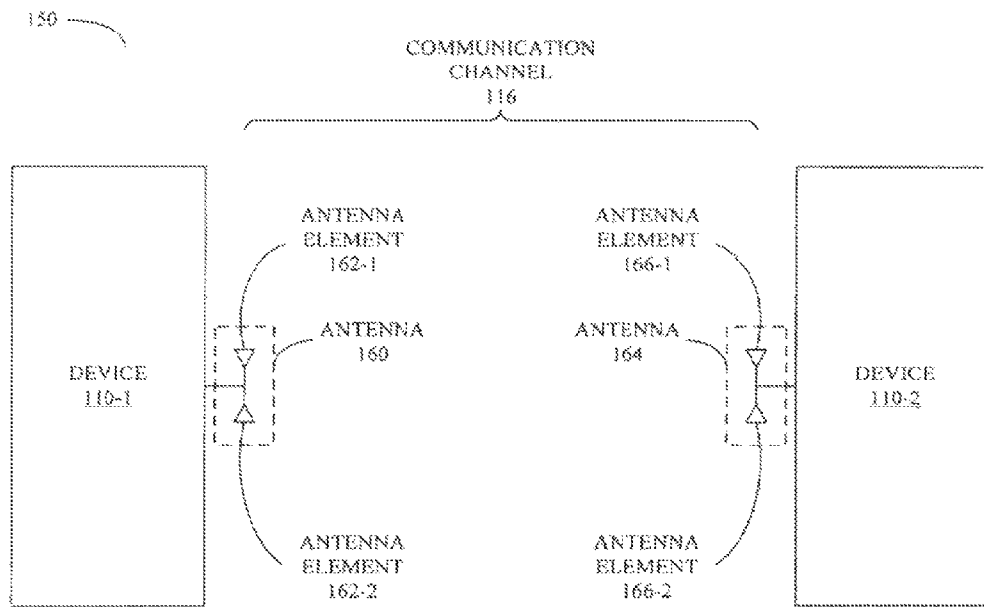 150
COMMUNICATION
CHANNEL
116
ANTENNA
ELEMENT
162-1
ANTENNA
ELEMENT
166-1
ANTENNA
160
ANTENNA
164
DEVICE
110-1
DEVICE
110-2
ANTENNA
ELEMENT
162-2
ANTENNA
ELEMENT
166-2